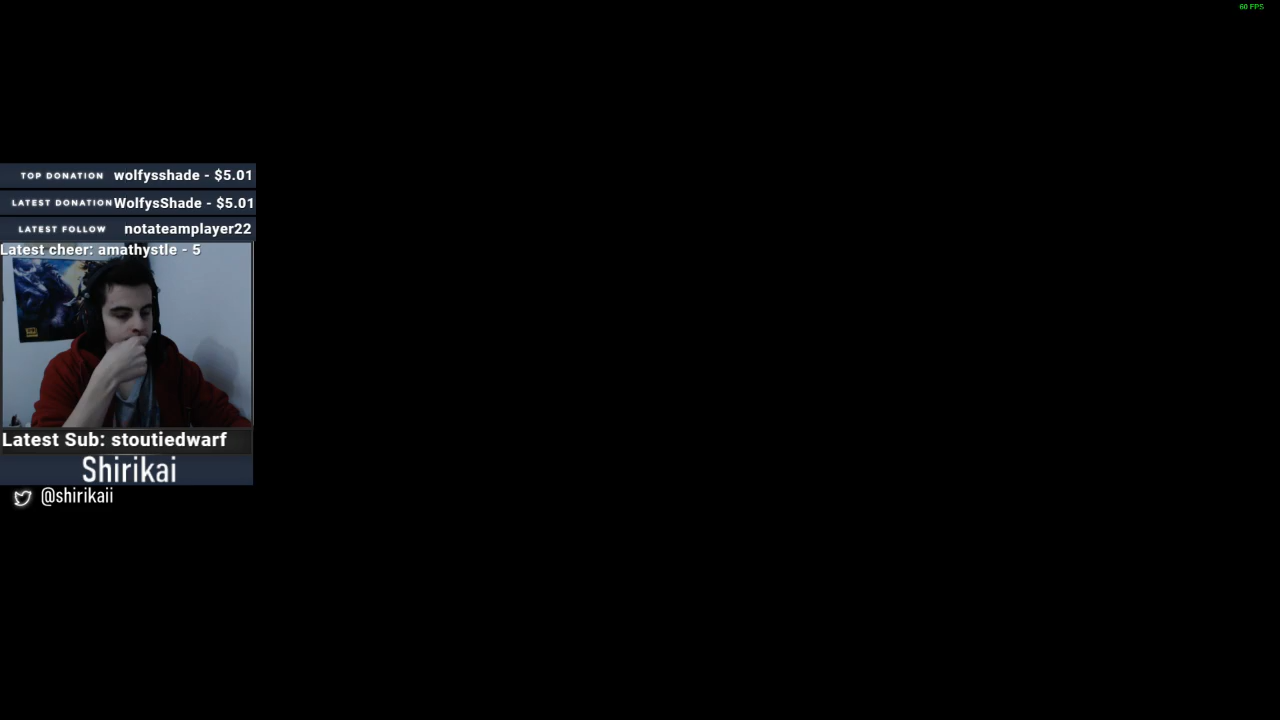 60 FPS
TOP DONATION wolfysshade - $5.01
LATEST DONATION WolfysShade - $5.01
LATEST FOLLOW notateamplayer22
Latest cheer: amathystle - 5
Latest Sub: stoutiedwarf
Shirikai
@shirikaii